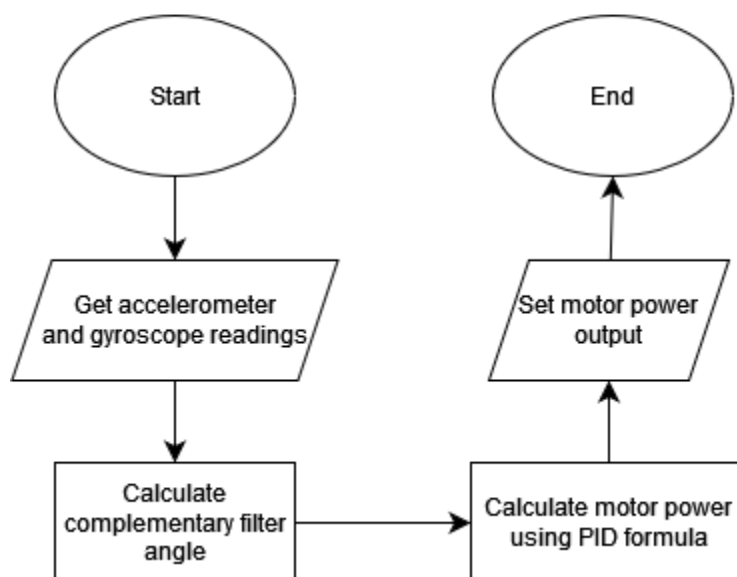 Start
Get accelerometer
and gyroscope readings
Calculate
complementary filter
angle
Calculate motor power
using PID formula
Set motor power
output
End